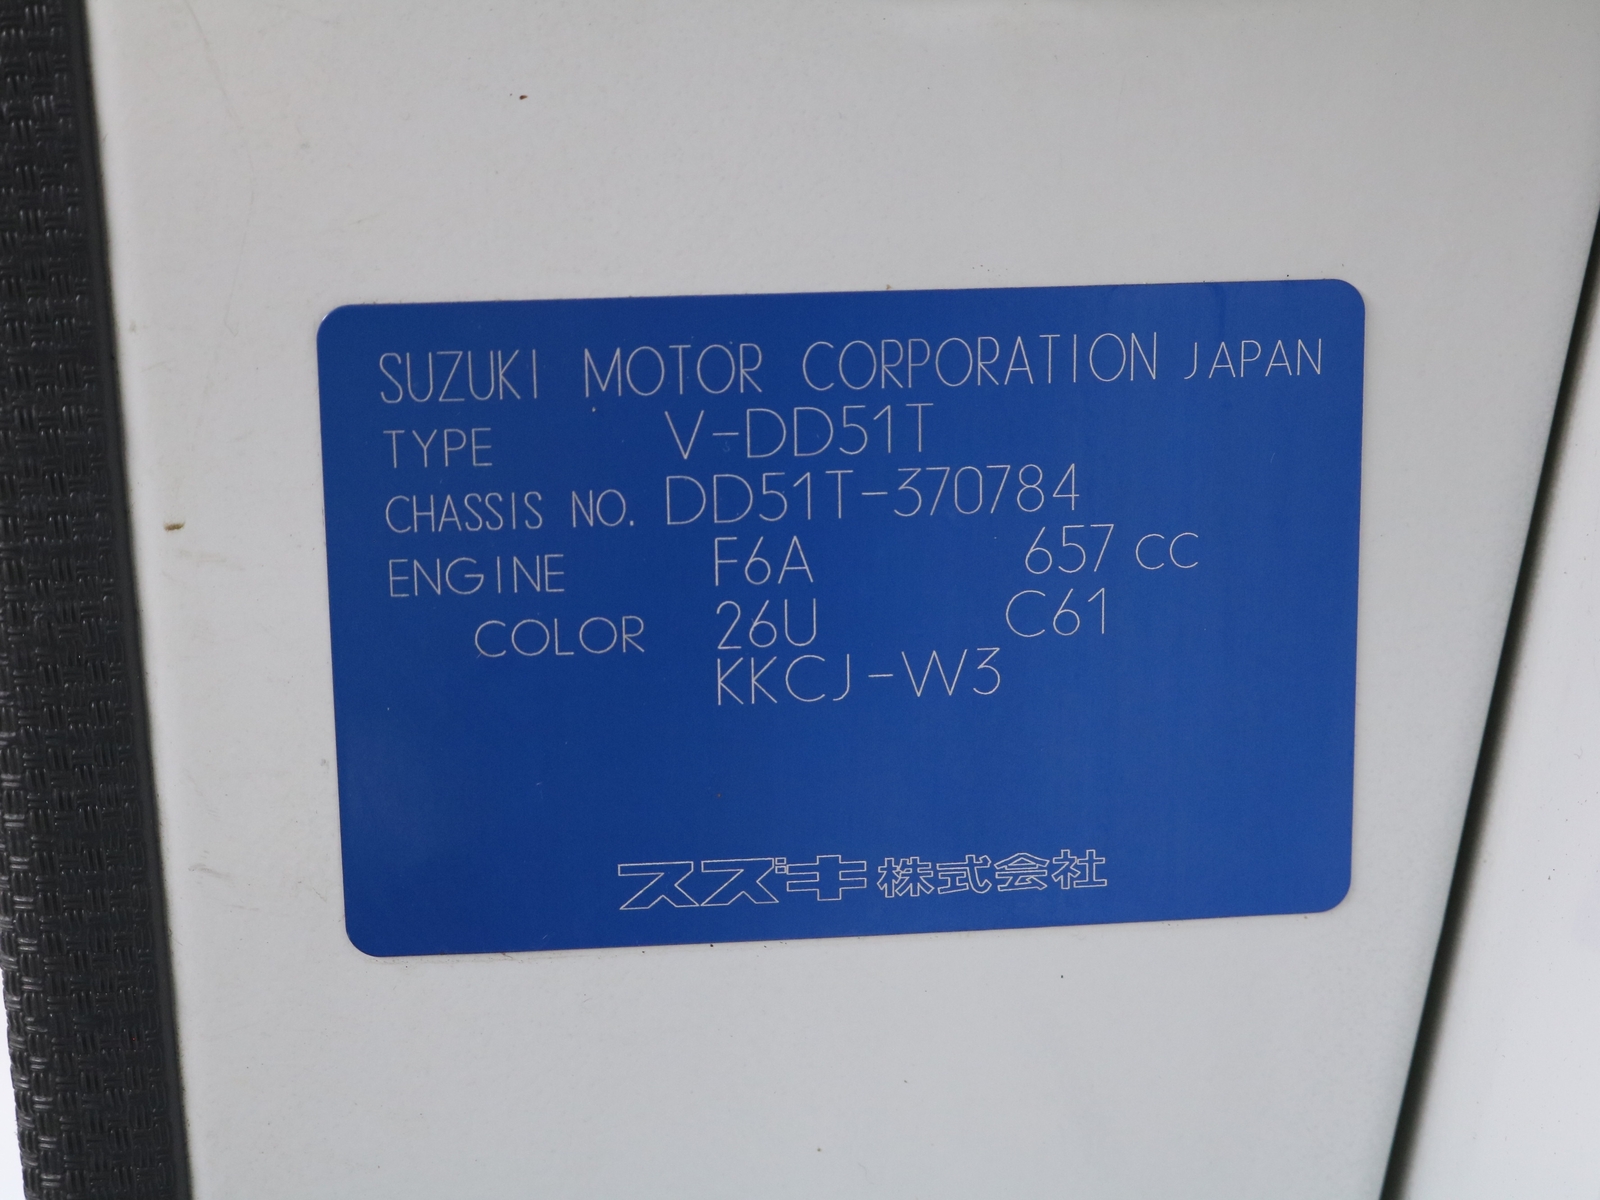 SUZUKI MOTOR CORPORATION JAPAN
TYPE V-DD51T
CHASSIS NO. DD51T-370784
ENGINE F6A 657 CC
COLOR 26U C61
KKCJ-W3
スズキ株式会社